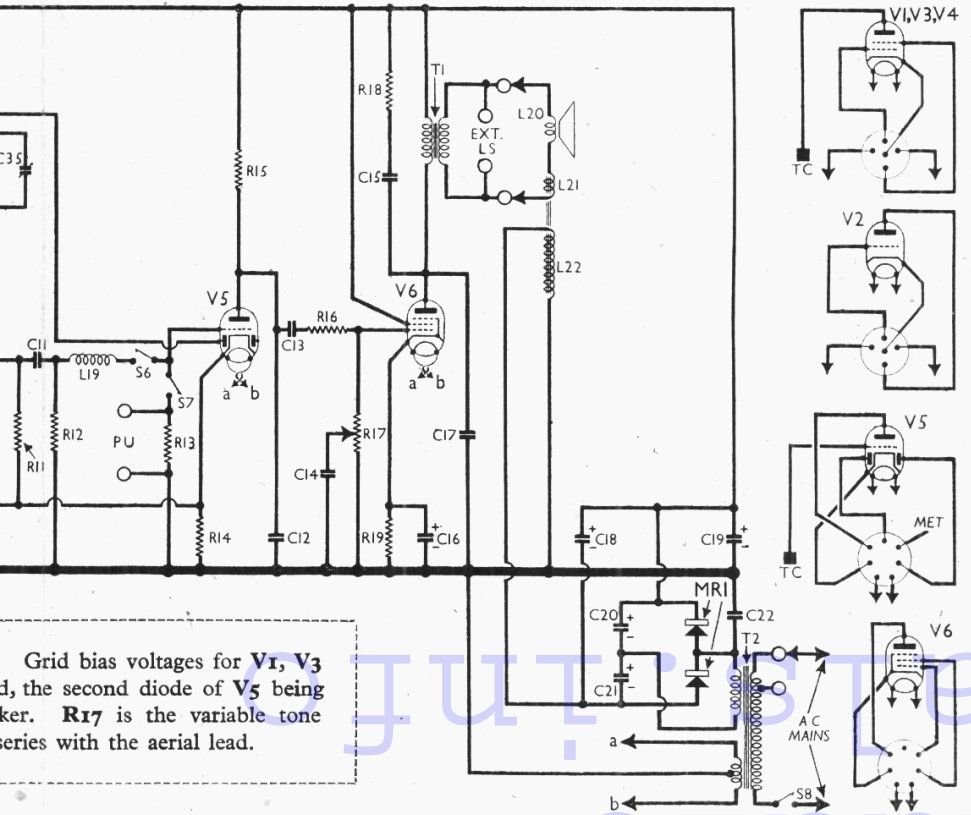 V1,V3,V4
T1
R18
L20
EXT.
LS
C35
R15
C15
TC
L21
V2
L22
V5
V6
R16
C13
C11
L19
S6
a b
a b
S7
V5
R12
PU
R13
R17
C17
R11
C14
MET
R14
C12
R19
+
-
C16
+
-
C18
C19
+
-
TC
MR1
C20
+
-
C22
V6
T2
Grid bias voltages for V1, V3
d, the second diode of V5 being
ker. R17 is the variable tone
series with the aerial lead.
C21
+
-
A C
MAINS
a
b
S8